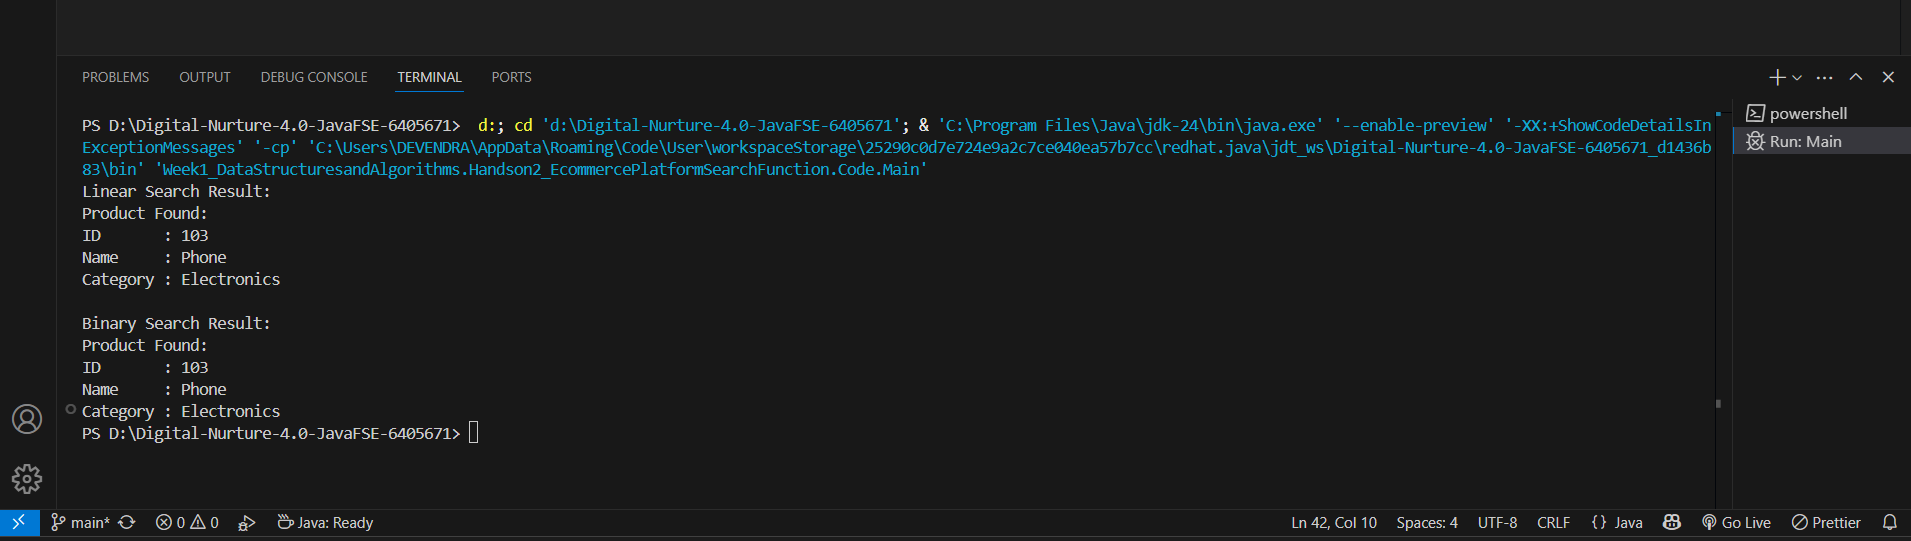 PROBLEMS OUTPUT DEBUG CONSOLE TERMINAL PORTS
PS D:\Digital-Nurture-4.0-JavaFSE-6405671>  d:; cd 'd:\Digital-Nurture-4.0-JavaFSE-6405671'; & 'C:\Program Files\Java\jdk-24\bin\java.exe' '--enable-preview' '-XX:+ShowCodeDetailsIn
ExceptionMessages' '-cp' 'C:\Users\DEVENDRA\AppData\Roaming\Code\User\workspaceStorage\25290c0d7e724e9a2c7ce040ea57b7cc\redhat.java\jdt_ws\Digital-Nurture-4.0-JavaFSE-6405671_d1436b
83\bin' 'Week1_DataStructuresandAlgorithms.Handson2_EcommercePlatformSearchFunction.Code.Main'
Linear Search Result:
Product Found:
ID       : 103
Name     : Phone
Category : Electronics
Binary Search Result:
Product Found:
ID       : 103
Name     : Phone
Category : Electronics
PS D:\Digital-Nurture-4.0-JavaFSE-6405671>
powershell
Run: Main
main* 0 0 Java: Ready Ln 42, Col 10 Spaces: 4 UTF-8 CRLF {} Java Go Live Prettier